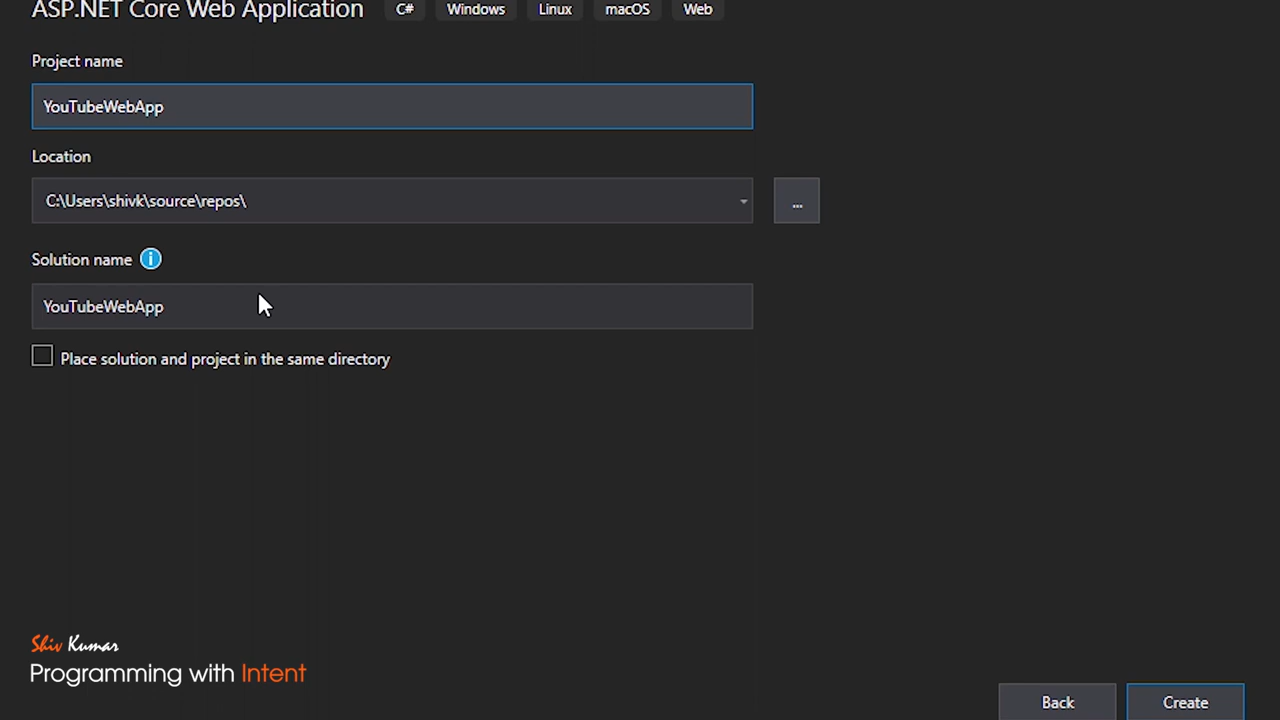 ASP.NET Core Web Application C# Windows Linux macOS Web
Project name
YouTubeWebApp
Location
C:\Users\shivk\source\repos\
...
Solution name i
YouTubeWebApp
Place solution and project in the same directory
Shiv Kumar
Programming with Intent
Back Create